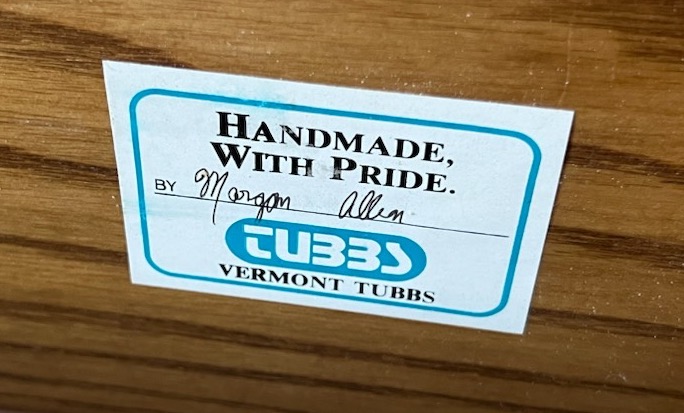 HANDMADE,
WITH PRIDE.
BY Morgan Allen
TUBBS
VERMONT TUBBS